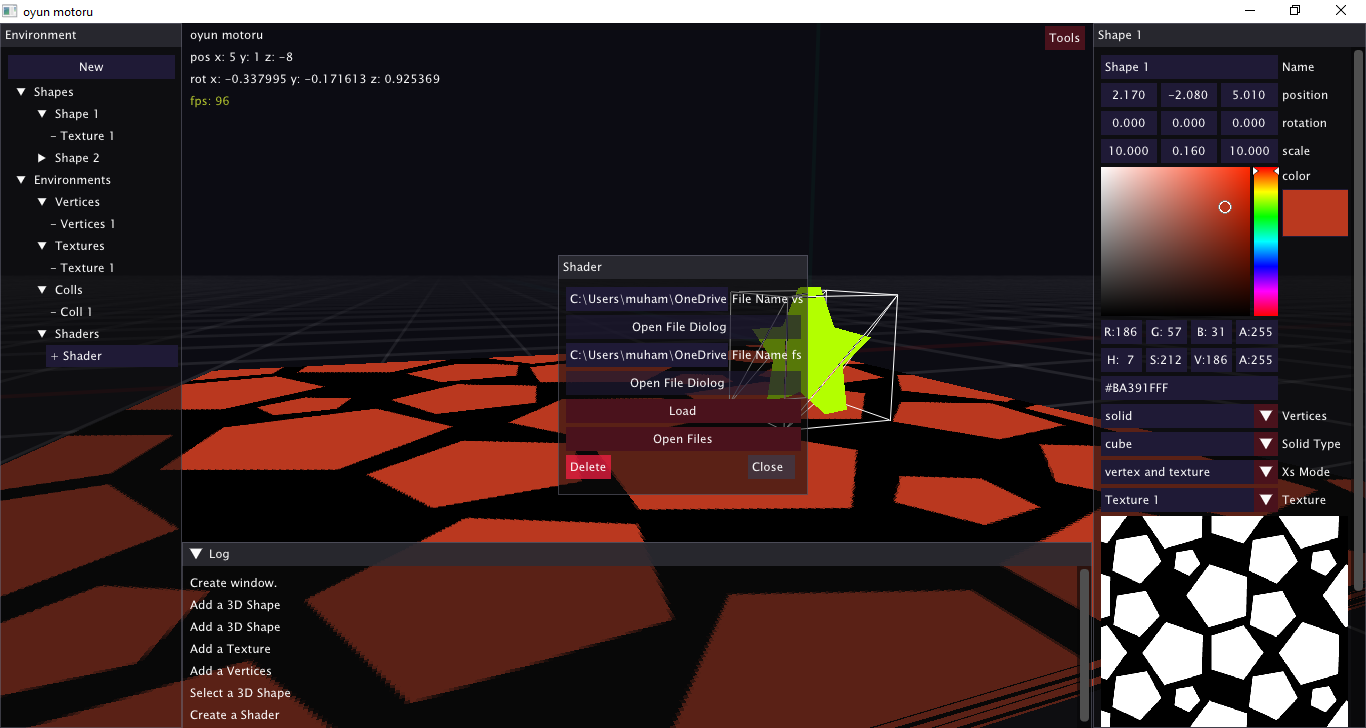 oyun motoru
Environment
New
Shapes
Shape 1
- Texture 1
Shape 2
Environments
Vertices
- Vertices 1
Textures
- Texture 1
Colls
- Coll 1
Shaders
+ Shader
oyun motoru
pos x: 5 y: 1 z: -8
rot x: -0.337995 y: -0.171613 z: 0.925369
fps: 96
Tools
Shader
C:\Users\muham\OneDrive File Name vs
Open File Diolog
C:\Users\muham\OneDrive File Name fs
Open File Diolog
Load
Open Files
Delete Close
Log
Create window.
Add a 3D Shape
Add a 3D Shape
Add a Texture
Add a Vertices
Select a 3D Shape
Create a Shader
Shape 1
Shape 1 Name
2.170 -2.080 5.010 position
0.000 0.000 0.000 rotation
10.000 0.160 10.000 scale
color
R:186 G: 57 B: 31 A:255
H: 7 S:212 V:186 A:255
#BA391FFF
solid Vertices
cube Solid Type
vertex and texture Xs Mode
Texture 1 Texture